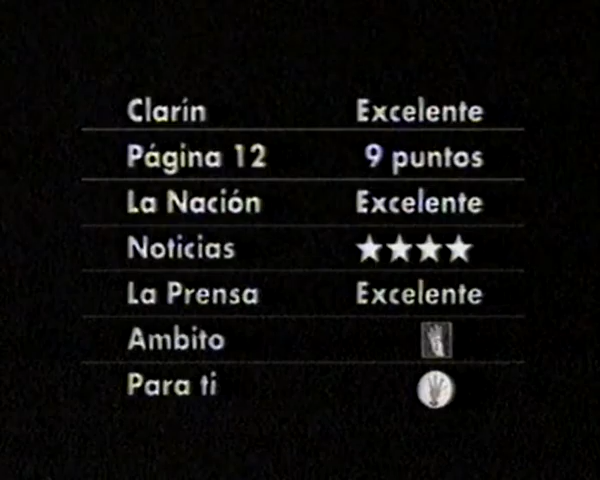 Clarín Excelente
Página 12 9 puntos
La Nación Excelente
Noticias ★★★★
La Prensa Excelente
Ambito
Para ti